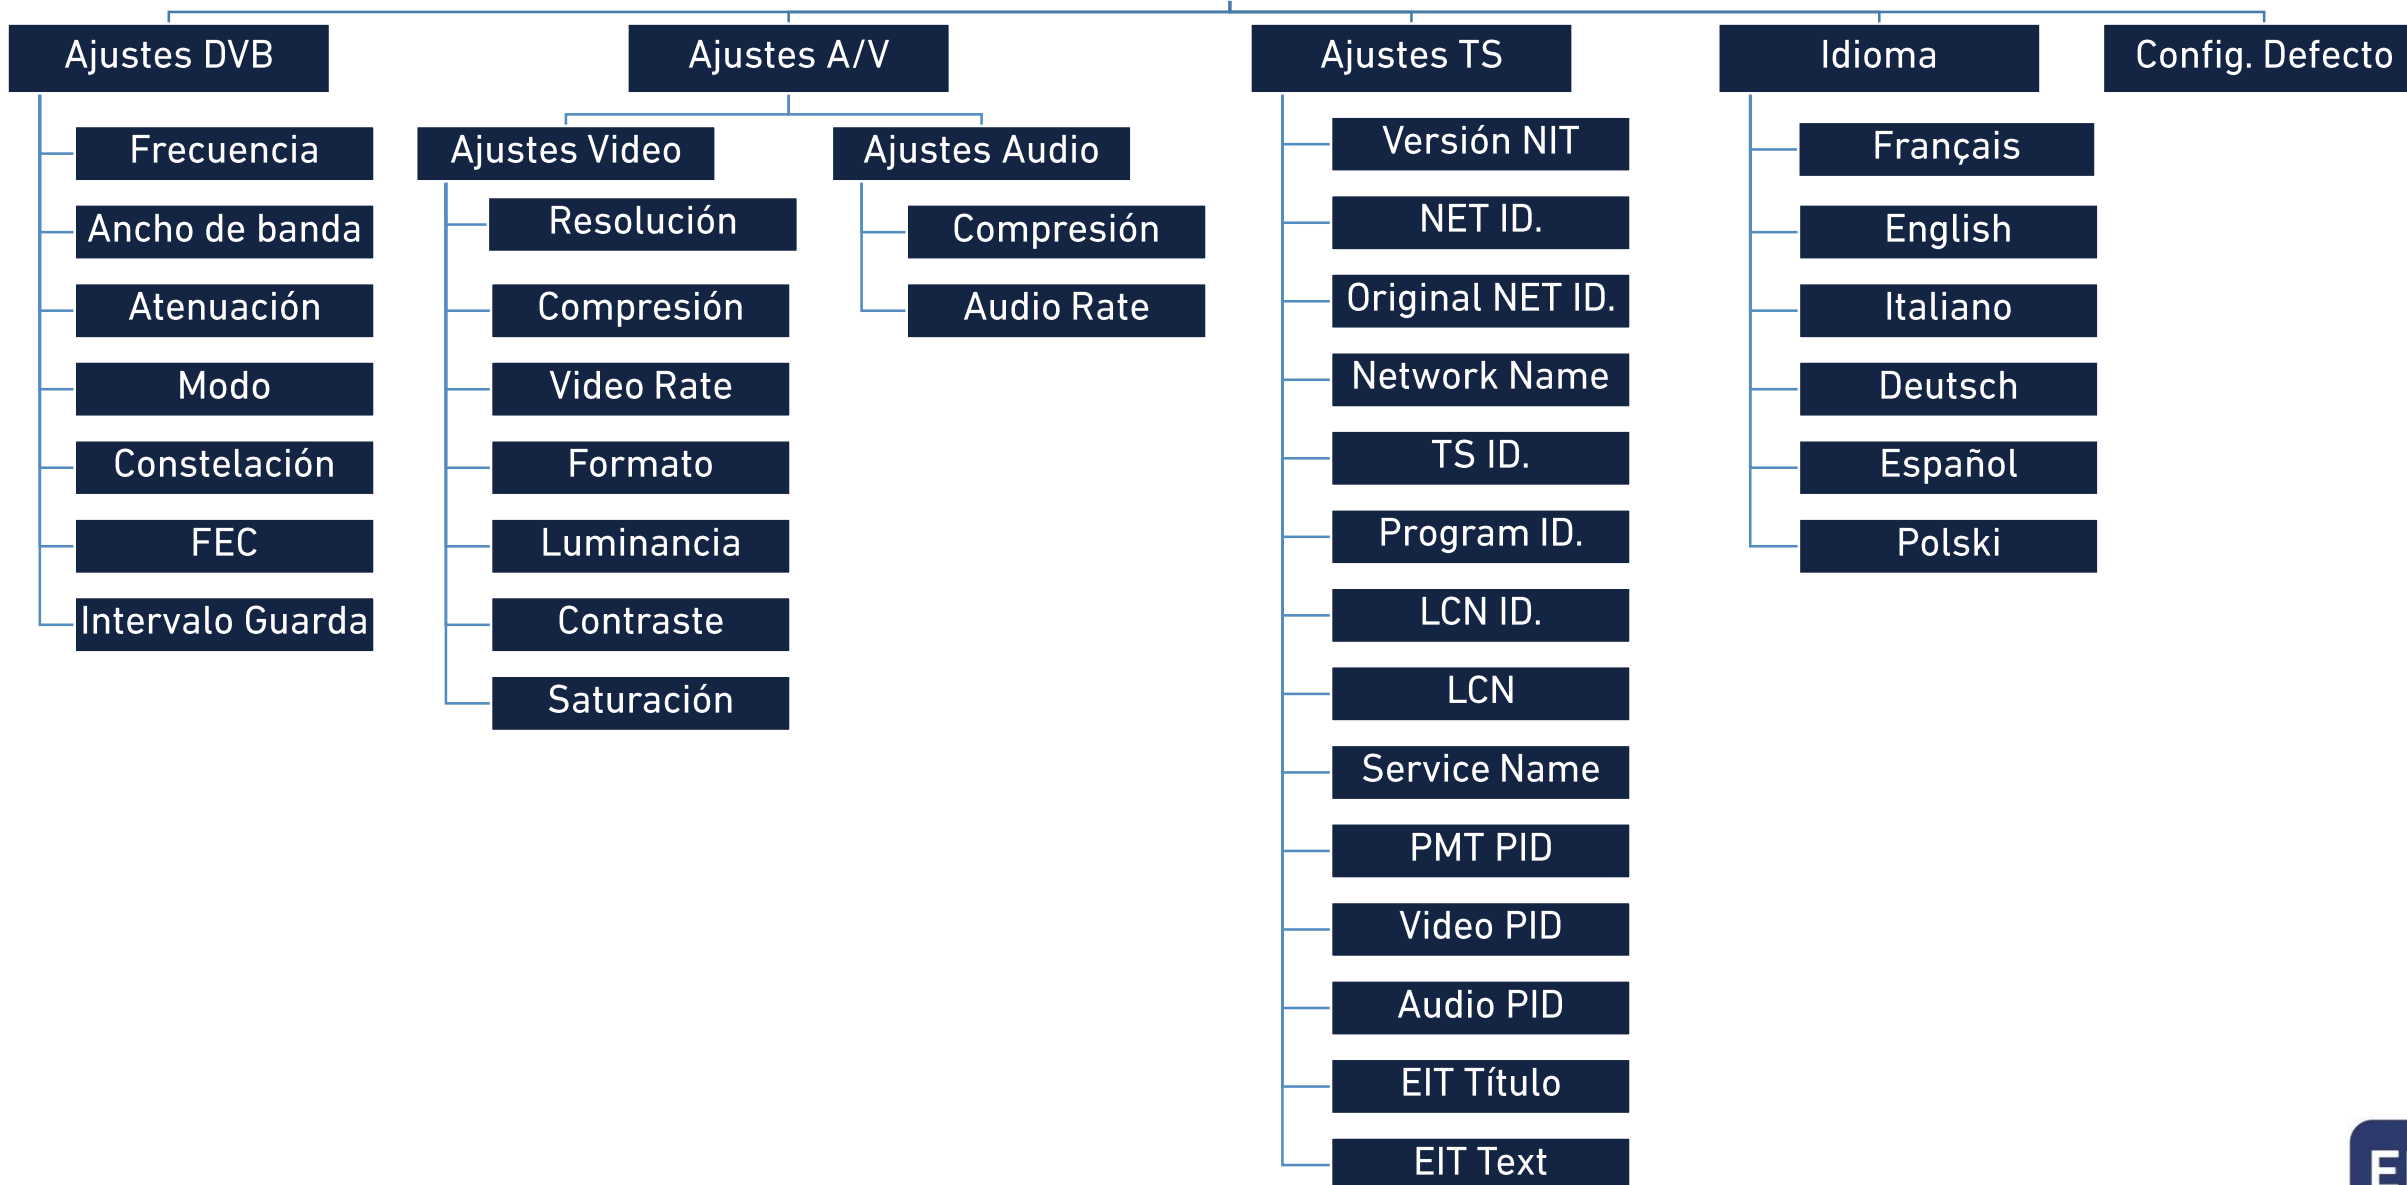 Ajustes DVB
Frecuencia
Ancho de banda
Atenuación
Modo
Constelación
FEC
Intervalo Guarda
Ajustes A/V
Ajustes Video
Resolución
Compresión
Video Rate
Formato
Luminancia
Contraste
Saturación
Ajustes Audio
Compresión
Audio Rate
Ajustes TS
Versión NIT
NET ID.
Original NET ID.
Network Name
TS ID.
Program ID.
LCN ID.
LCN
Service Name
PMT PID
Video PID
Audio PID
EIT Título
EIT Text
Idioma
Français
English
Italiano
Deutsch
Español
Polski
Config. Defecto